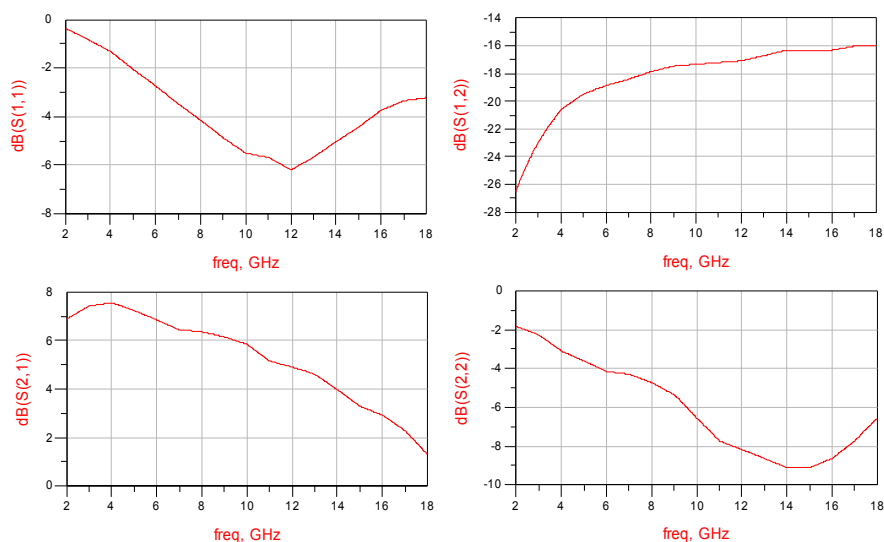 dB(S(1,1))
0
-2
-4
-6
-8
2 4 6 8 10 12 14 16 18
freq, GHz
dB(S(1,2))
-14
-16
-18
-20
-22
-24
-26
-28
2 4 6 8 10 12 14 16 18
freq, GHz
dB(S(2,1))
8
6
4
2
0
2 4 6 8 10 12 14 16 18
freq, GHz
dB(S(2,2))
0
-2
-4
-6
-8
-10
2 4 6 8 10 12 14 16 18
freq, GHz